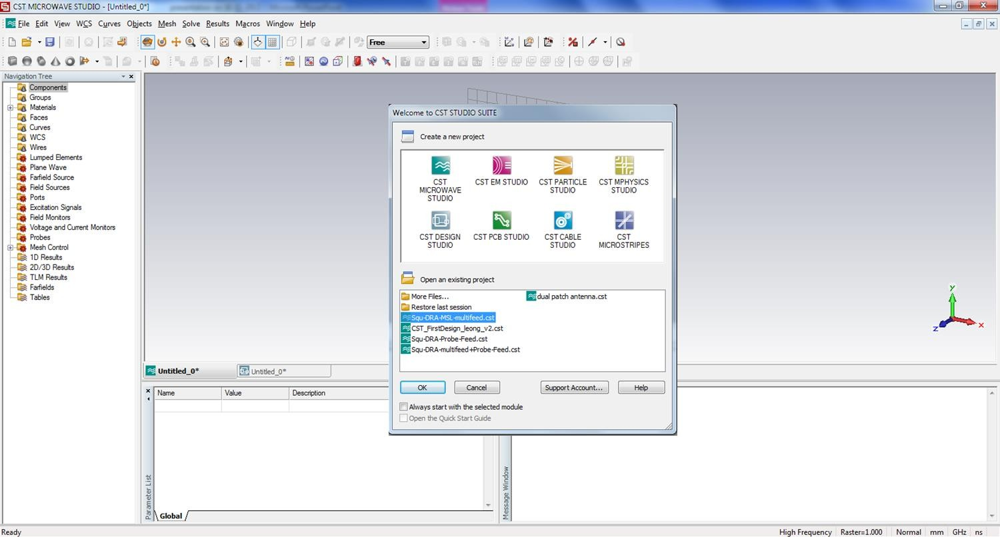 CST MICROWAVE STUDIO - [Untitled_0*]
File Edit View WCS Curves Objects Mesh Solve Results Macros Window Help
Free
Navigation Tree
Components
Groups
Materials
Faces
Curves
WCS
Wires
Lumped Elements
Plane Wave
Farfield Source
Field Sources
Ports
Excitation Signals
Field Monitors
Voltage and Current Monitors
Probes
Mesh Control
1D Results
2D/3D Results
TLM Results
Farfields
Tables
Welcome to CST STUDIO SUITE
Create a new project
CST MICROWAVE STUDIO
CST EM STUDIO
CST PARTICLE STUDIO
CST MPHYSICS STUDIO
CST DESIGN STUDIO
CST PCB STUDIO
CST CABLE STUDIO
CST MICROSTRIPES
Open an existing project
More Files...
Restore last session
Squ-DRA-MSL-multifeed.cst
CST_FirstDesign_leong_v2.cst
Squ-DRA-Probe-Feed.cst
Squ-DRA-multifeed+Probe-Feed.cst
dual patch antenna.cst
OK Cancel Support Account... Help
Always start with the selected module
Open the Quick Start Guide
y
x
z
Untitled_0* Untitled_0*
Name Value Description
Parameter List
Global
Message Window
Ready High Frequency Raster=1.000 Normal mm GHz ns